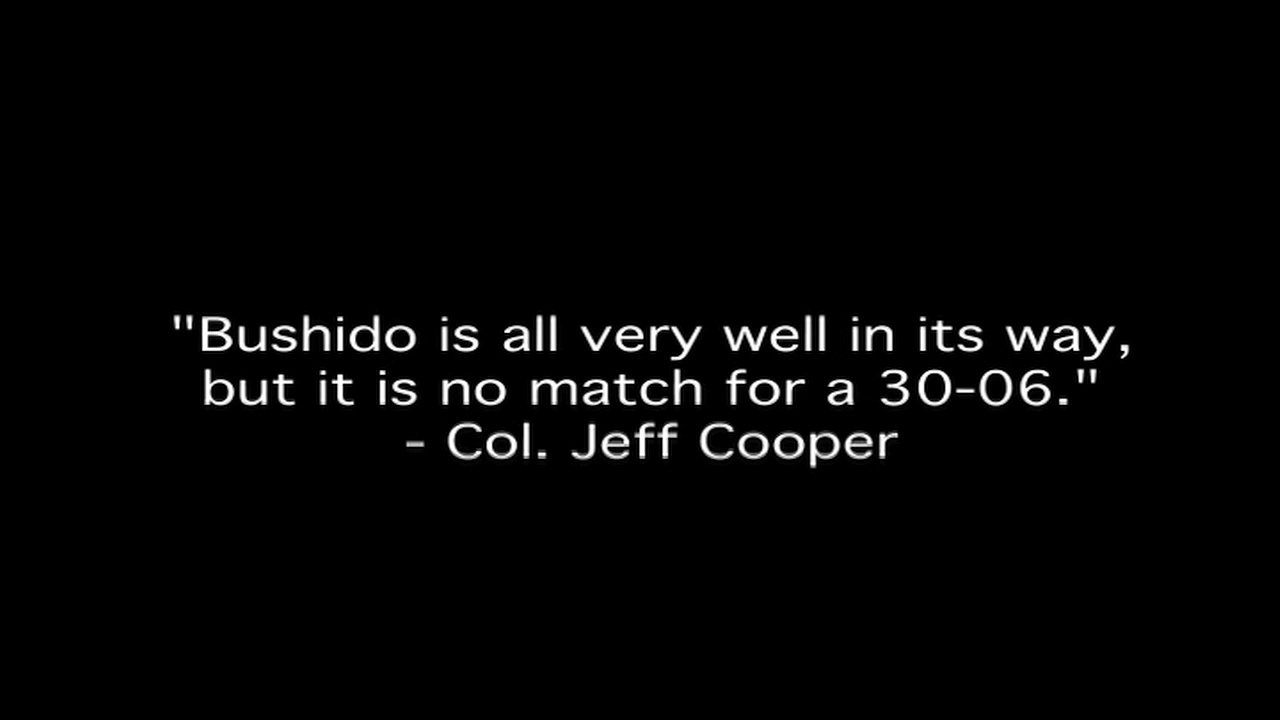 "Bushido is all very well in its way,
but it is no match for a 30-06."
- Col. Jeff Cooper